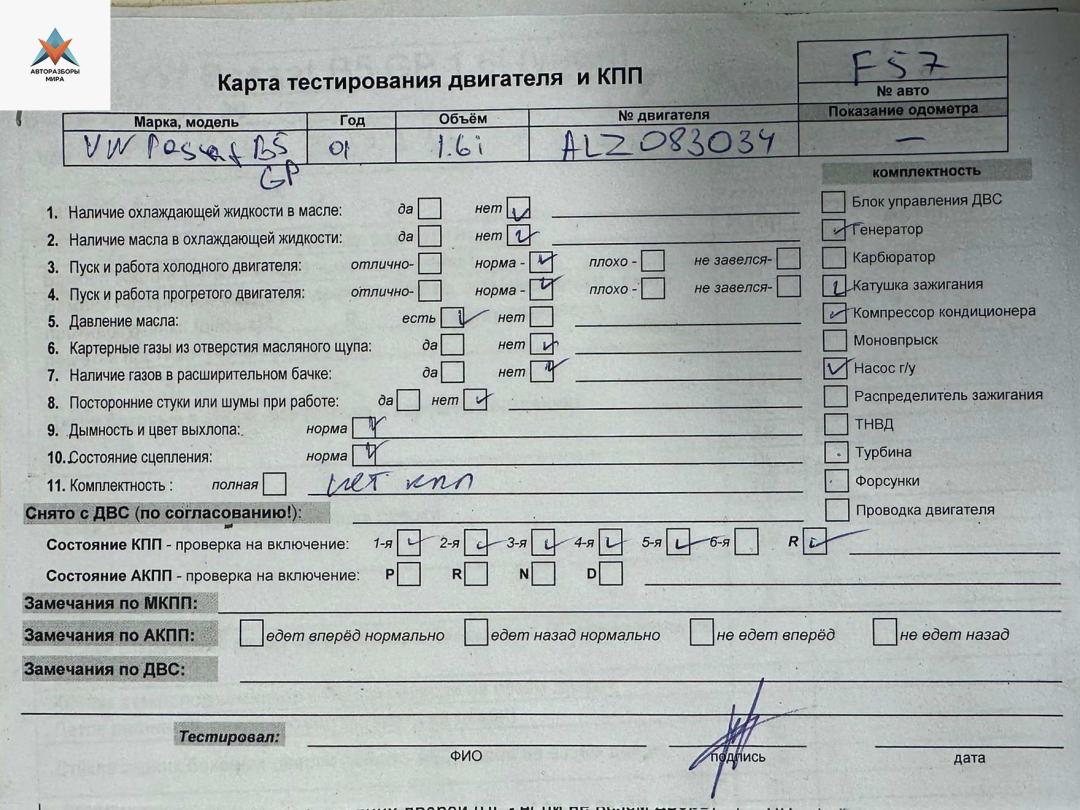 АВТОРАЗБОРЫ
МИРА
F57
Карта тестирования двигателя и КПП
№ авто
Марка, модель Год Объём № двигателя Показание одометра
VW Passat B5 01 1.6i ALZ 083034 —
GP
комплектность
1. Наличие охлаждающей жидкости в масле: да нет
Блок управления ДВС
2. Наличие масла в охлаждающей жидкости: да нет
Генератор
3. Пуск и работа холодного двигателя: отлично- норма - плохо - не завелся-
Карбюратор
4. Пуск и работа прогретого двигателя: отлично- норма - плохо - не завелся-
Катушка зажигания
5. Давление масла: есть нет
Компрессор кондиционера
6. Картерные газы из отверстия масляного щупа: да нет
Моновпрыск
7. Наличие газов в расширительном бачке: да нет
Насос г/у
8. Посторонние стуки или шумы при работе: да нет
Распределитель зажигания
9. Дымность и цвет выхлопа: норма
ТНВД
10. Состояние сцепления: норма
Турбина
11. Комплектность : полная нет кпп
Форсунки
Снято с ДВС (по согласованию!):
Проводка двигателя
Состояние КПП - проверка на включение: 1-я 2-я 3-я 4-я 5-я 6-я R
Состояние АКПП - проверка на включение: P R N D
Замечания по МКПП:
Замечания по АКПП: едет вперёд нормально едет назад нормально не едет вперёд не едет назад
Замечания по ДВС:
Тестировал:
ФИО подпись дата